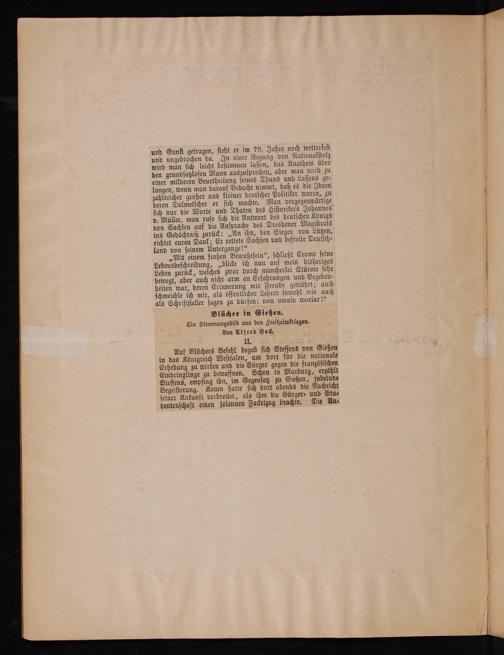 und Gunst getragen, steht er im 79. Jahre noch wetterfest
und ungebrochen da. In einer Regung von Nationalstolz
wird man sich leicht bestimmen lassen, das Anathem über
den grundsatzlosen Mann auszusprechen, aber man wird zu
einer milderen Beurtheilung seines Thuns und Lassens ge-
langen, wenn man darauf Bedacht nimmt, daß es die Ideen
zahlreicher großer und kleiner deutscher Politiker waren, zu
deren Dolmetscher er sich machte. Man vergegenwärtige
sich nur die Worte und Thaten des Historikers Johannes
v. Müller, man rufe sich die Antwort des deutschen Königs
von Sachsen auf die Ansprache des Dresdener Magistrats
ins Gedächtniß zurück: „An ihn, den Sieger von Lützen,
richtet euren Dank; Er rettete Sachsen und befreite Deutsch-
land von seinem Untergange!“
„Mit einem frohen Bewußtsein“, schließt Crome seine
Lebensbeschreibung, „blicke ich nun auf mein bisheriges
Leben zurück, welches zwar durch mancherlei Stürme sehr
bewegt, aber auch nicht arm an Erfahrungen und Begeben-
heiten war, deren Erinnerung mir Freude gewährt; auch
schmeichle ich mir, als öffentlicher Lehrer sowohl wie auch
als Schriftsteller sagen zu dürfen: non omnis moriar!“
Blücher in Gießen.
Ein Stimmungsbild aus den Freiheitskriegen.
Von Alfred Bock.
II.
Auf Blüchers Befehl begab sich Steffens von Gießen
in das Königreich Westfalen, um dort für die nationale
Erhebung zu wirken und die Bürger gegen die französischen
Eindringlinge zu bewaffnen. Schon in Marburg, erzählt
Steffens, empfing ihn, im Gegensatz zu Gießen, jubelnde
Begeisterung. Kaum hatte sich dort abends die Nachricht
seiner Ankunft verbreitet, als ihm die Bürger- und Stu-
dentenschaft einen solennen Fackelzug brachte. Die An-